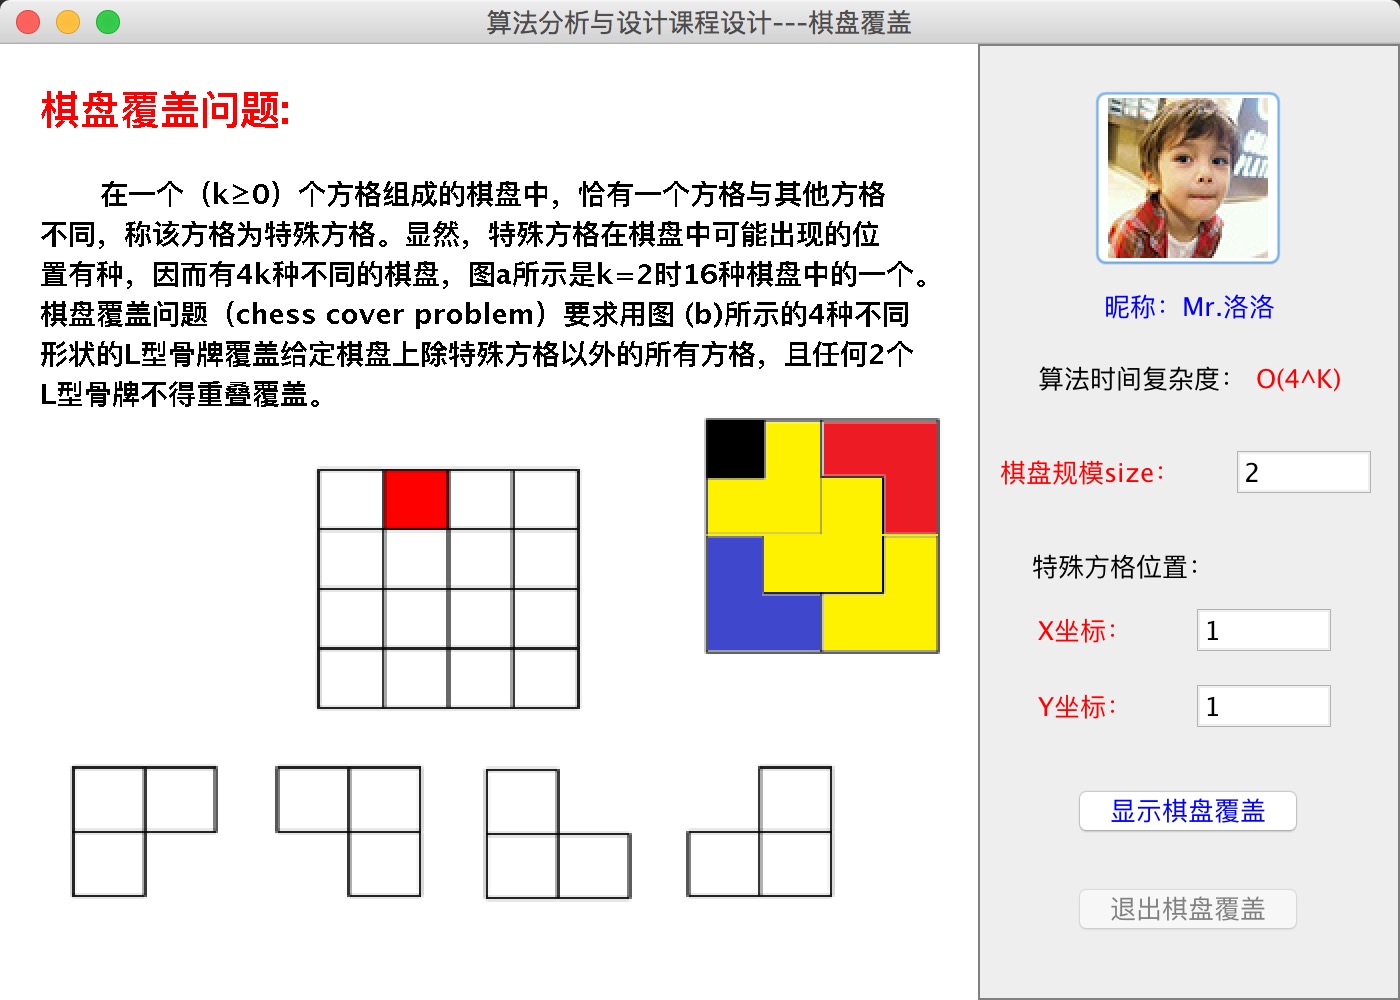 算法分析与设计课程设计---棋盘覆盖
棋盘覆盖问题:
在一个（k≥0）个方格组成的棋盘中，恰有一个方格与其他方格
不同，称该方格为特殊方格。显然，特殊方格在棋盘中可能出现的位
置有种，因而有4k种不同的棋盘，图a所示是k=2时16种棋盘中的一个。
棋盘覆盖问题（chess cover problem）要求用图 (b)所示的4种不同
形状的L型骨牌覆盖给定棋盘上除特殊方格以外的所有方格，且任何2个
L型骨牌不得重叠覆盖。
昵称：Mr.洛洛
算法时间复杂度： O(4^K)
棋盘规模size： 2
特殊方格位置：
X坐标： 1
Y坐标： 1
显示棋盘覆盖
退出棋盘覆盖